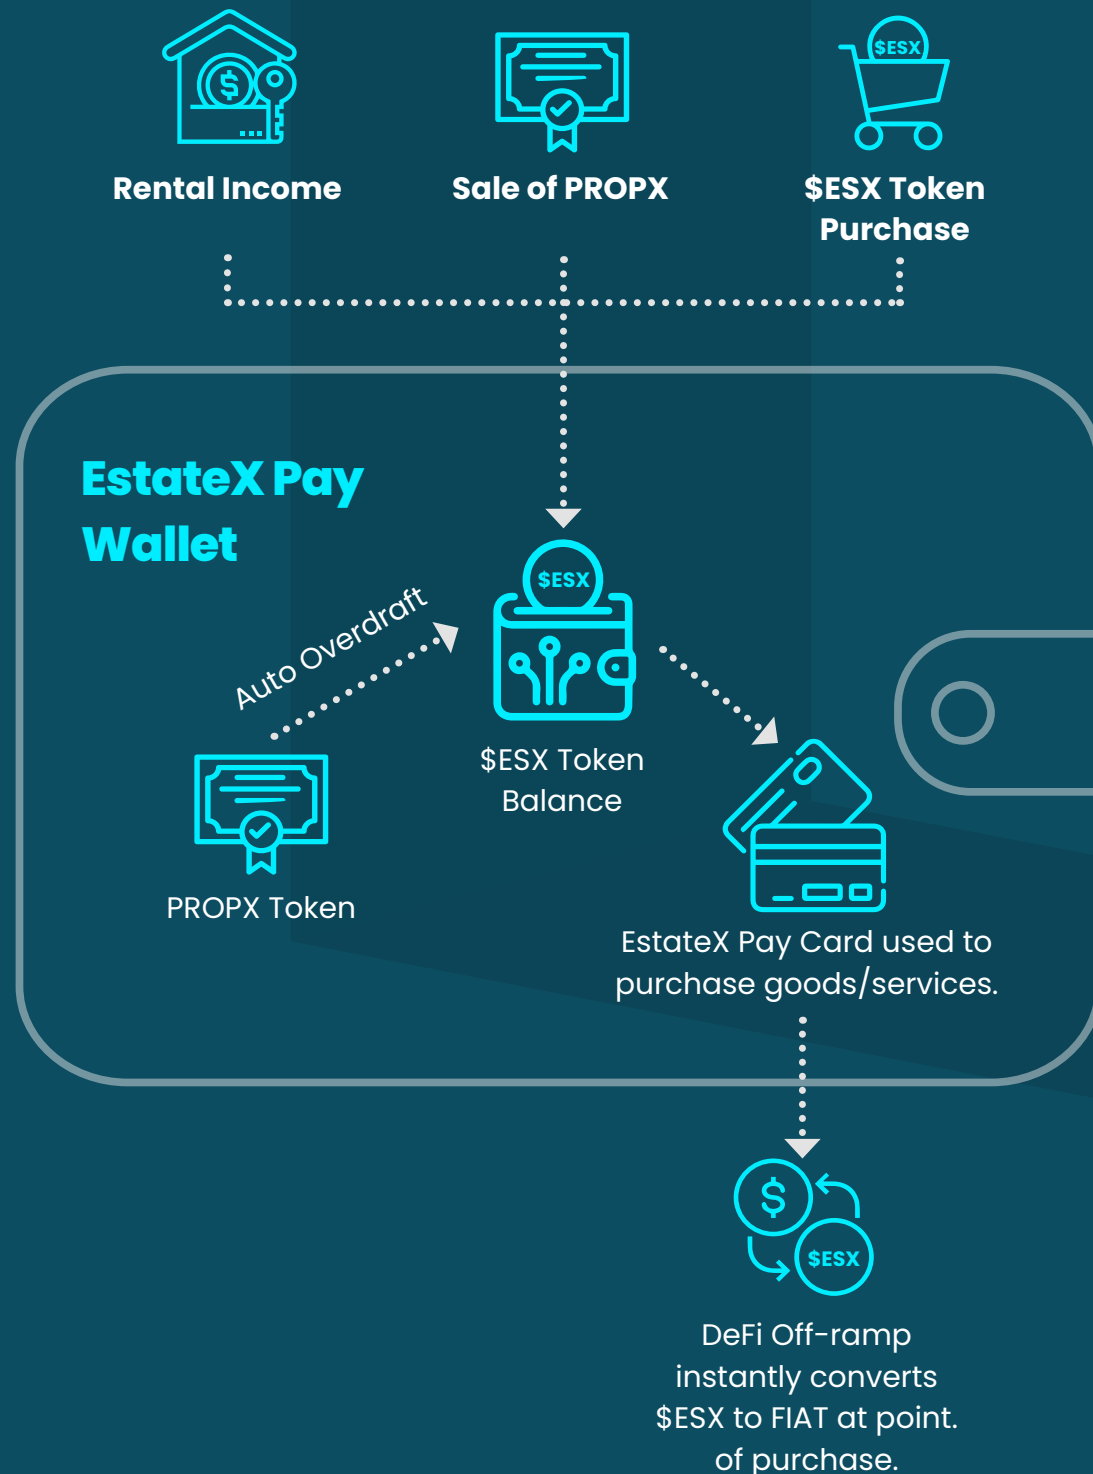 $ESX
Rental Income
Sale of PROPX
$ESX Token
Purchase
EstateX Pay
Wallet
Auto Overdraft
$ESX
$ESX Token
Balance
PROPX Token
EstateX Pay Card used to
purchase goods/services.
$
$ESX
DeFi Off-ramp
instantly converts
$ESX to FIAT at point.
of purchase.